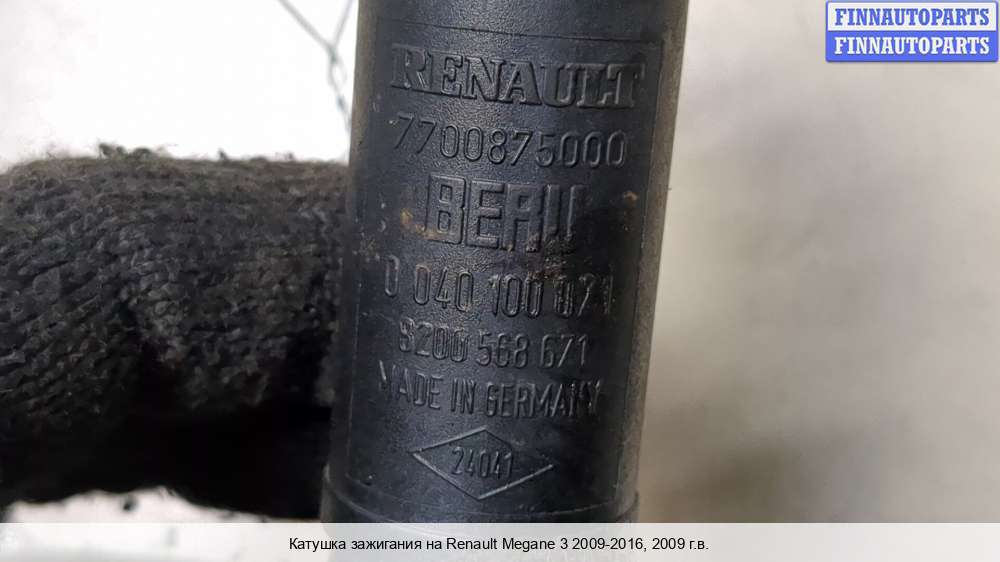 FINNAUTOPARTS
FINNAUTOPARTS
RENAULT
7700875000
BERU
0 040 100 021
8200 568 671
MADE IN GERMANY
24041
Катушка зажигания на Renault Megane 3 2009-2016, 2009 г.в.